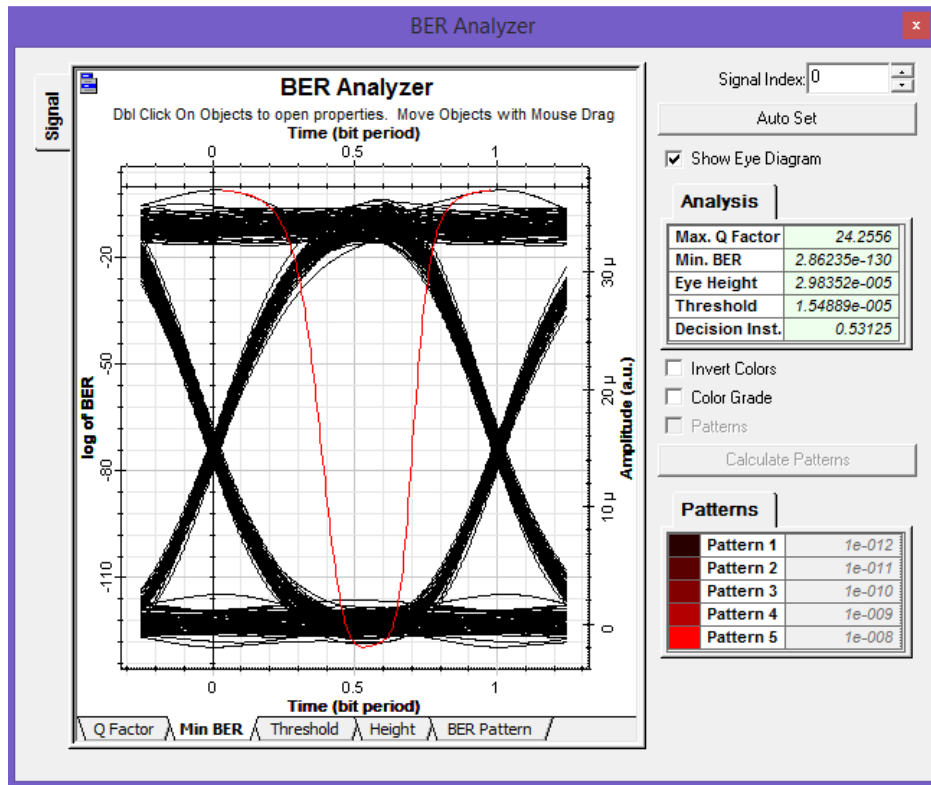 BER Analyzer
x
Signal
BER Analyzer
Dbl Click On Objects to open properties. Move Objects with Mouse Drag
Time (bit period)
0 0.5 1
log of BER
-20
-50
-80
-110
Amplitude (a.u.)
30 µ
20 µ
10 µ
0
0 0.5 1
Time (bit period)
Q Factor Min BER Threshold Height BER Pattern
Signal Index: 0
Auto Set
Show Eye Diagram
Analysis
Max. Q Factor 24.2556
Min. BER 2.86235e-130
Eye Height 2.98352e-005
Threshold 1.54889e-005
Decision Inst. 0.53125
Invert Colors
Color Grade
Patterns
Calculate Patterns
Patterns
Pattern 1 1e-012
Pattern 2 1e-011
Pattern 3 1e-010
Pattern 4 1e-009
Pattern 5 1e-008